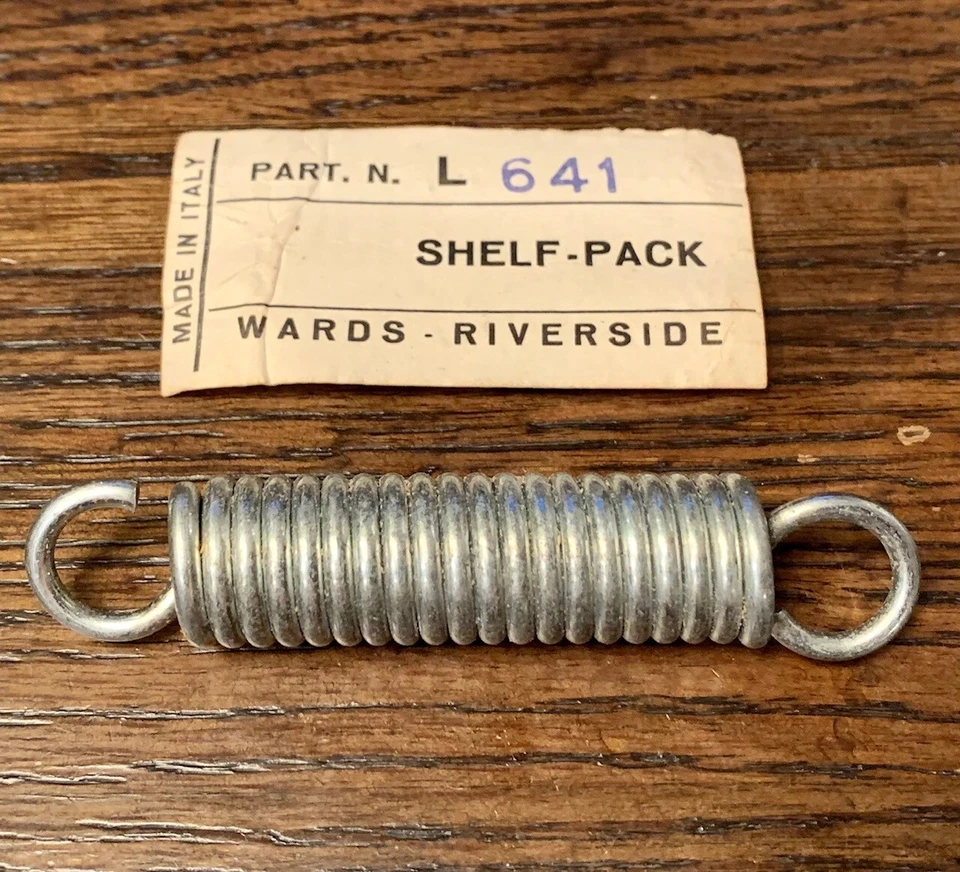 MADE IN ITALY
PART. N. L 641
SHELF-PACK
WARDS - RIVERSIDE